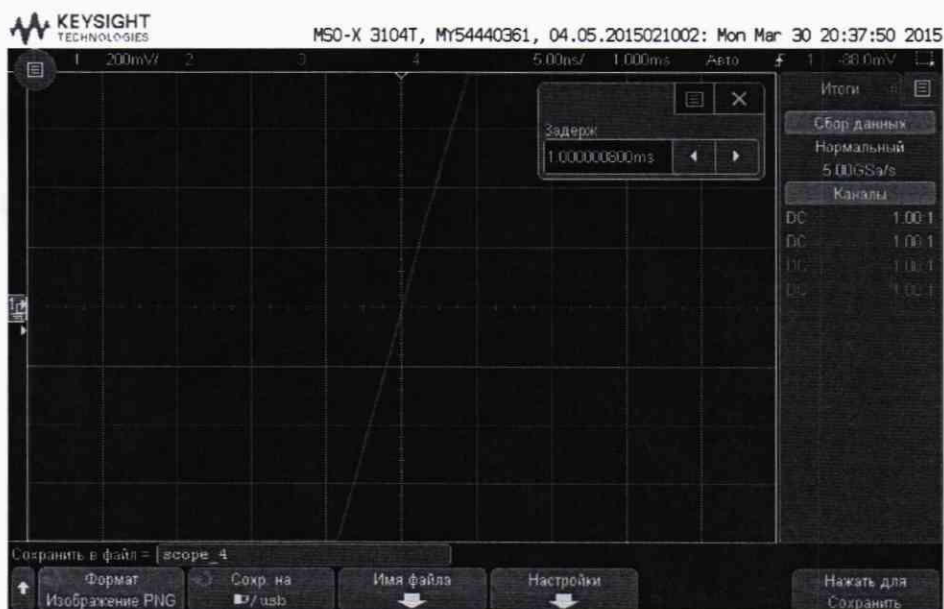 KEYSIGHT
TECHNOLOGIES
MSO-X 3104T, MY54440361, 04.05.2015021002: Mon Mar 30 20:37:50 2015
1 200mV/ 2 3 4 5.00ns/ 1.000ms Авто 1 -38.0mV
Итоги
Задерж
1.000000800ms
Сбор данных
Нормальный
5.00GSa/s
Каналы
DC 1.00:1
DC 1.00:1
DC 1.00:1
DC 1.00:1
Сохранить в файл = scope_4
Формат
Изображение PNG
Сохр. на
/usb
Имя файла
Настройки
Нажать для
Сохранить